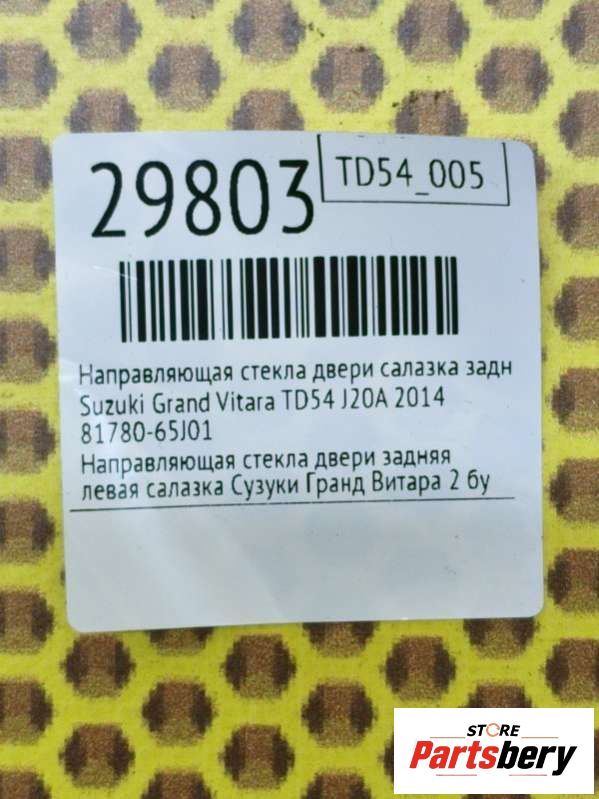 29803
TD54_005
Направляющая стекла двери салазка задн
Suzuki Grand Vitara TD54 J20A 2014
81780-65J01
Направляющая стекла двери задняя
левая салазка Сузуки Гранд Витара 2 бу
STORE
Partsbery